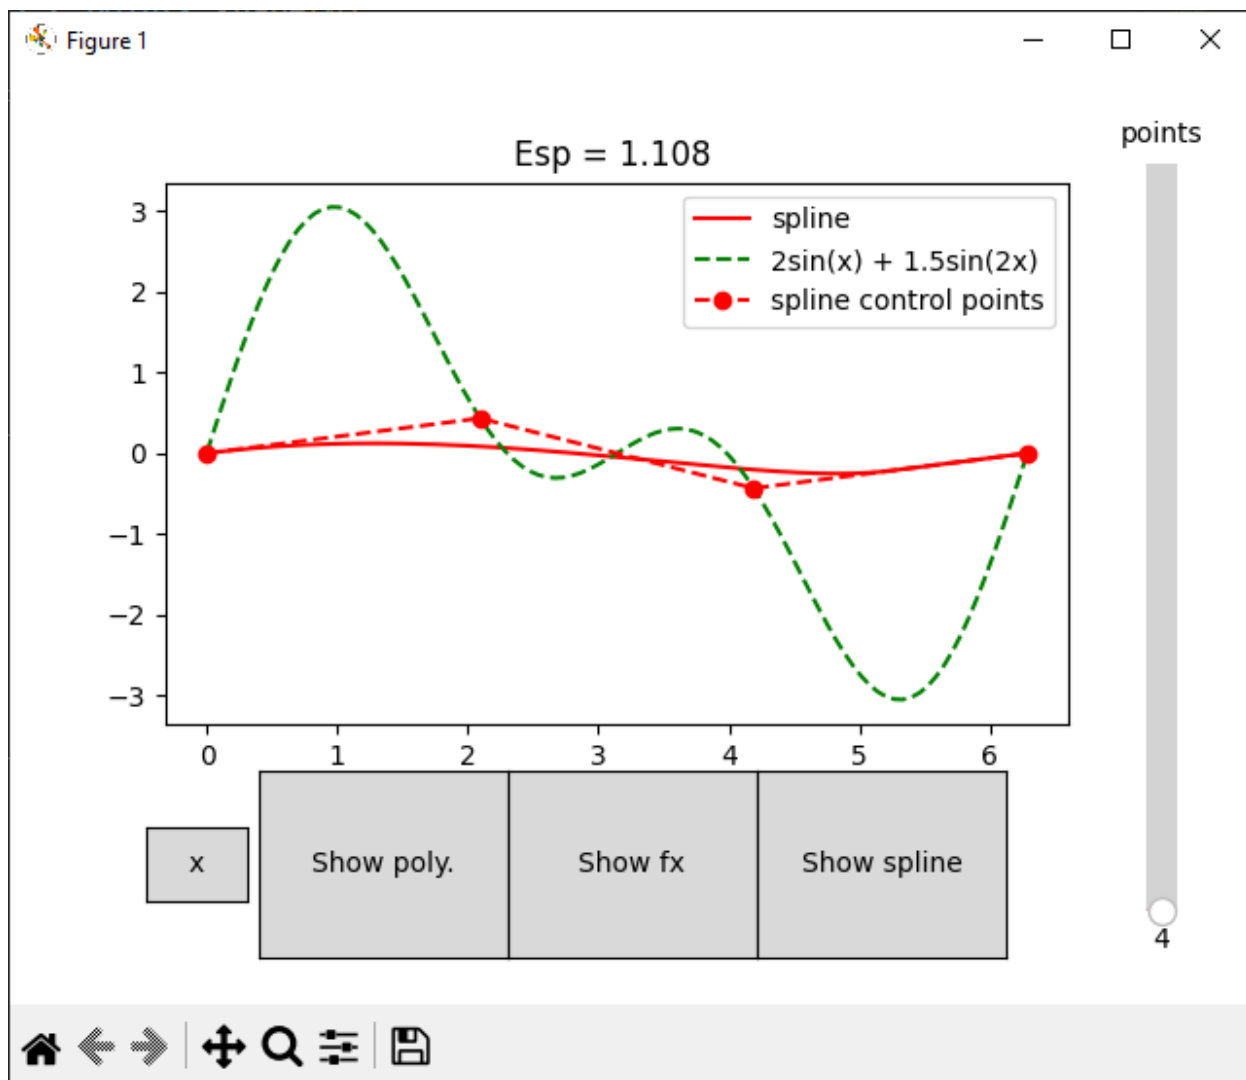 Figure 1
points
Esp = 1.108
spline
2sin(x) + 1.5sin(2x)
spline control points
3
2
1
0
−1
−2
−3
0 1 2 3 4 5 6
x
Show poly.
Show fx
Show spline
4